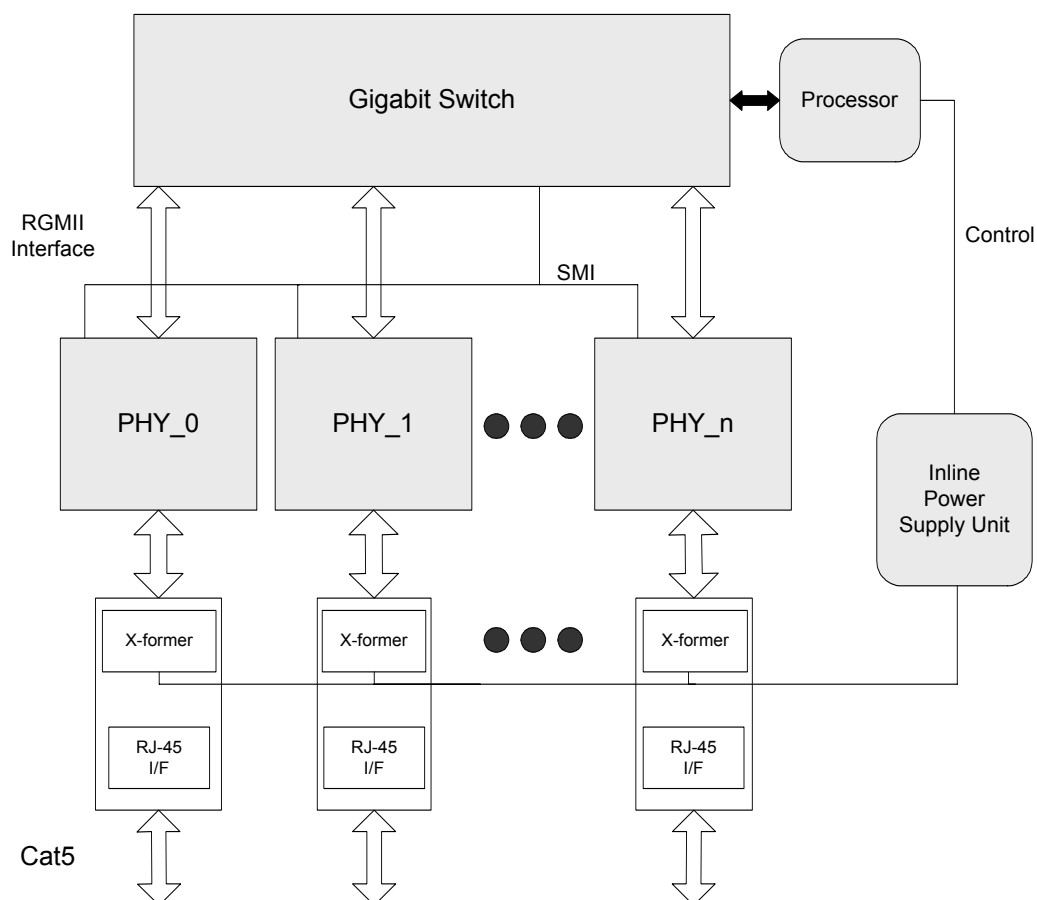 Gigabit Switch
Processor
RGMII
Interface
Control
SMI
PHY_0
PHY_1
PHY_n
Inline
Power
Supply Unit
X-former
X-former
X-former
RJ-45
I/F
RJ-45
I/F
RJ-45
I/F
Cat5